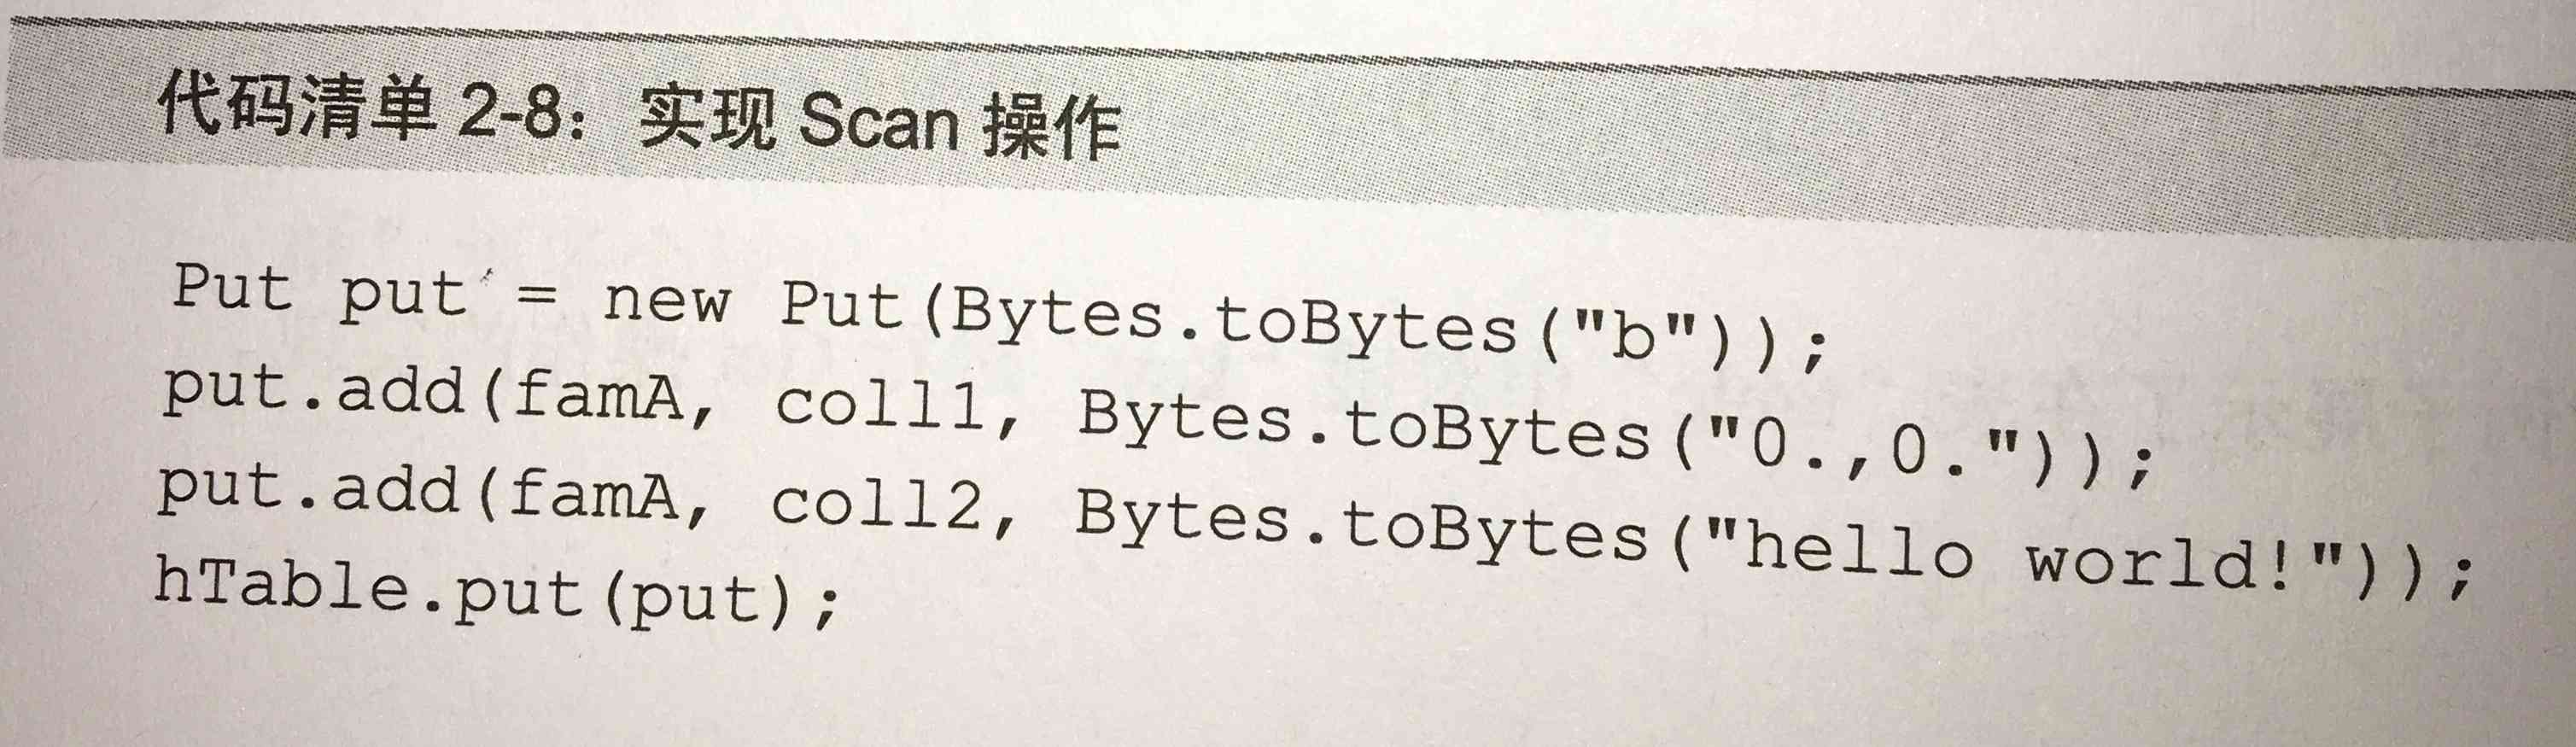 代码清单 2-8：实现 Scan 操作
Put put = new Put(Bytes.toBytes("b"));
put.add(famA, coll1, Bytes.toBytes("0.,0."));
put.add(famA, coll2, Bytes.toBytes("hello world!"));
hTable.put(put);